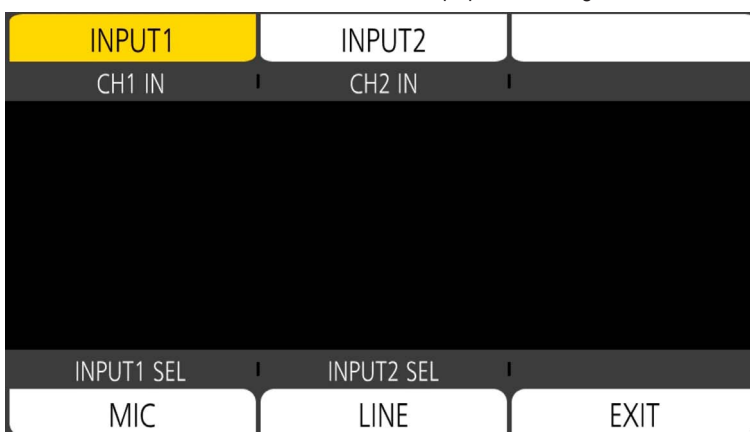 INPUT1 INPUT2
CH1 IN CH2 IN
INPUT1 SEL INPUT2 SEL
MIC LINE EXIT